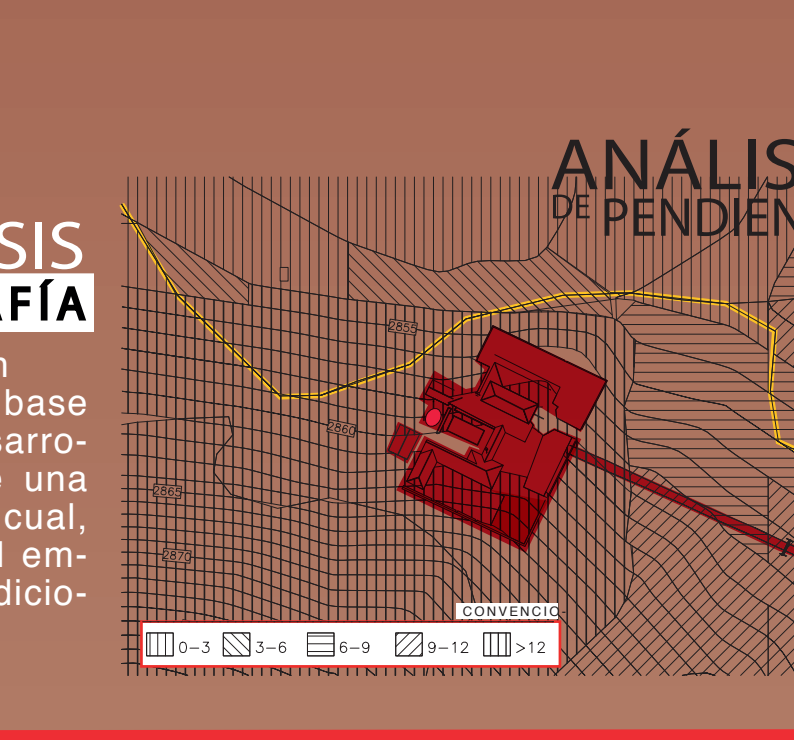 SIS
AFÍA
n
base
sarro-
e una
cual,
l em-
dicio-
ANÁLIS
DE PENDIEN
2855
2860
2865
2870
CONVENCIO-
0-3 3-6 6-9 9-12 >12